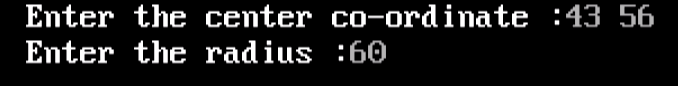 Enter the center co-ordinate :43 56
Enter the radius :60